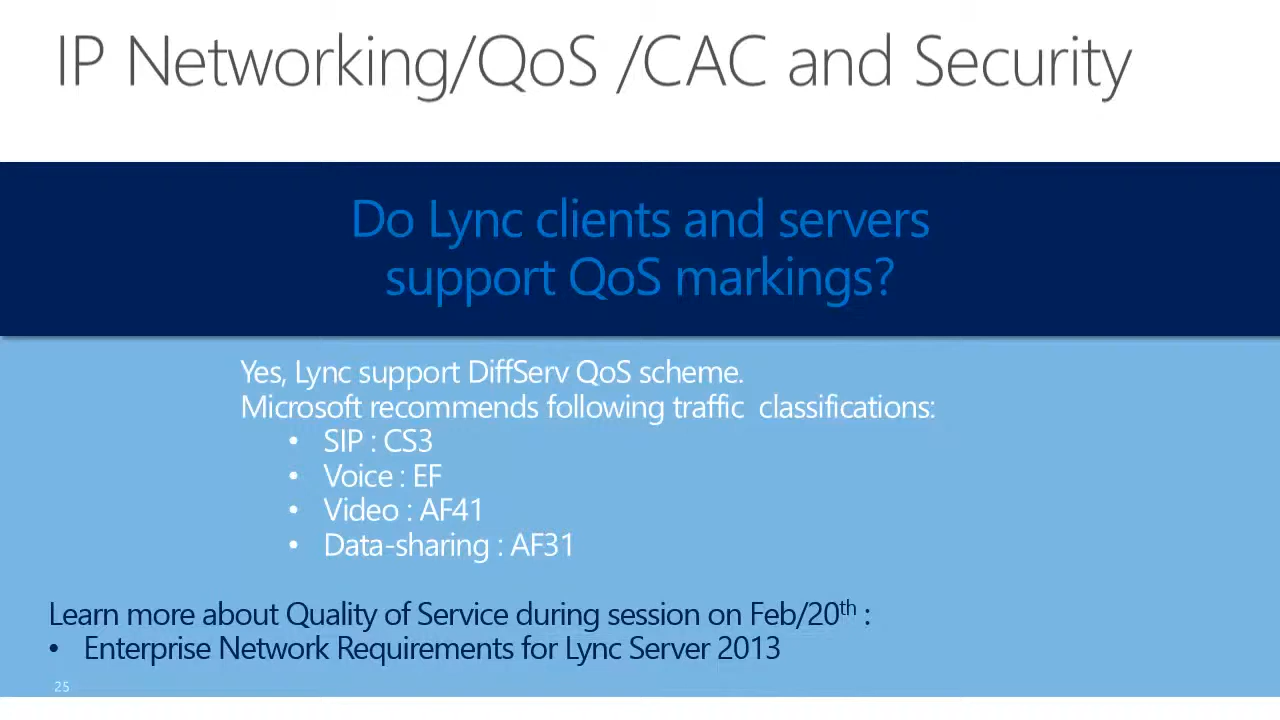 IP Networking/QoS /CAC and Security
Do Lync clients and servers
support QoS markings?
Yes, Lync support DiffServ QoS scheme.
Microsoft recommends following traffic  classifications:
• SIP : CS3
• Voice : EF
• Video : AF41
• Data-sharing : AF31
Learn more about Quality of Service during session on Feb/20th :
• Enterprise Network Requirements for Lync Server 2013
25